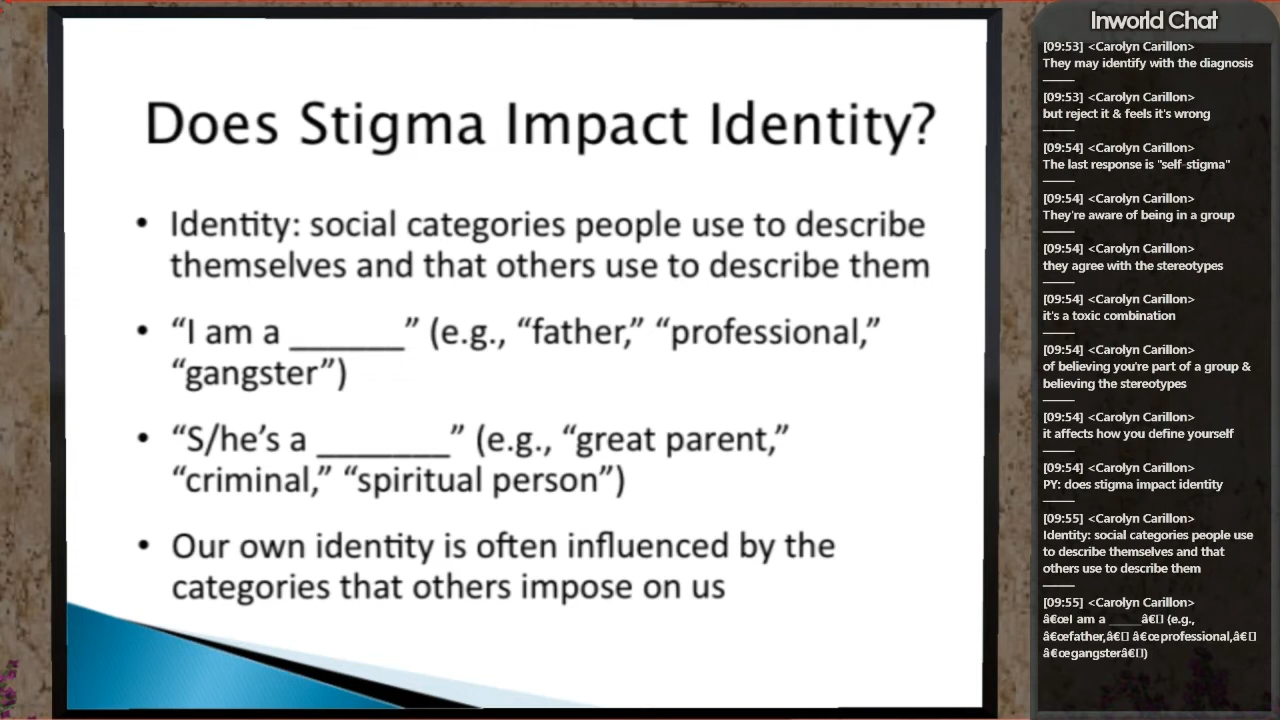 Does Stigma Impact Identity?
• Identity: social categories people use to describe
themselves and that others use to describe them
• “I am a ______” (e.g., “father,” “professional,”
“gangster”)
• “S/he’s a _______” (e.g., “great parent,”
“criminal,” “spiritual person”)
• Our own identity is often influenced by the
categories that others impose on us
Inworld Chat
[09:53] <Carolyn Carillon>
They may identify with the diagnosis
[09:53] <Carolyn Carillon>
but reject it & feels it's wrong
[09:54] <Carolyn Carillon>
The last response is "self-stigma"
[09:54] <Carolyn Carillon>
They're aware of being in a group
[09:54] <Carolyn Carillon>
they agree with the stereotypes
[09:54] <Carolyn Carillon>
it's a toxic combination
[09:54] <Carolyn Carillon>
of believing you're part of a group &
believing the stereotypes
[09:54] <Carolyn Carillon>
it affects how you define yourself
[09:54] <Carolyn Carillon>
PY: does stigma impact identity
[09:55] <Carolyn Carillon>
Identity: social categories people use
to describe themselves and that
others use to describe them
[09:55] <Carolyn Carillon>
â€œI am a _____â€▯ (e.g.,
â€œfather,â€▯ â€œprofessional,â€▯
â€œgangsterâ€▯)